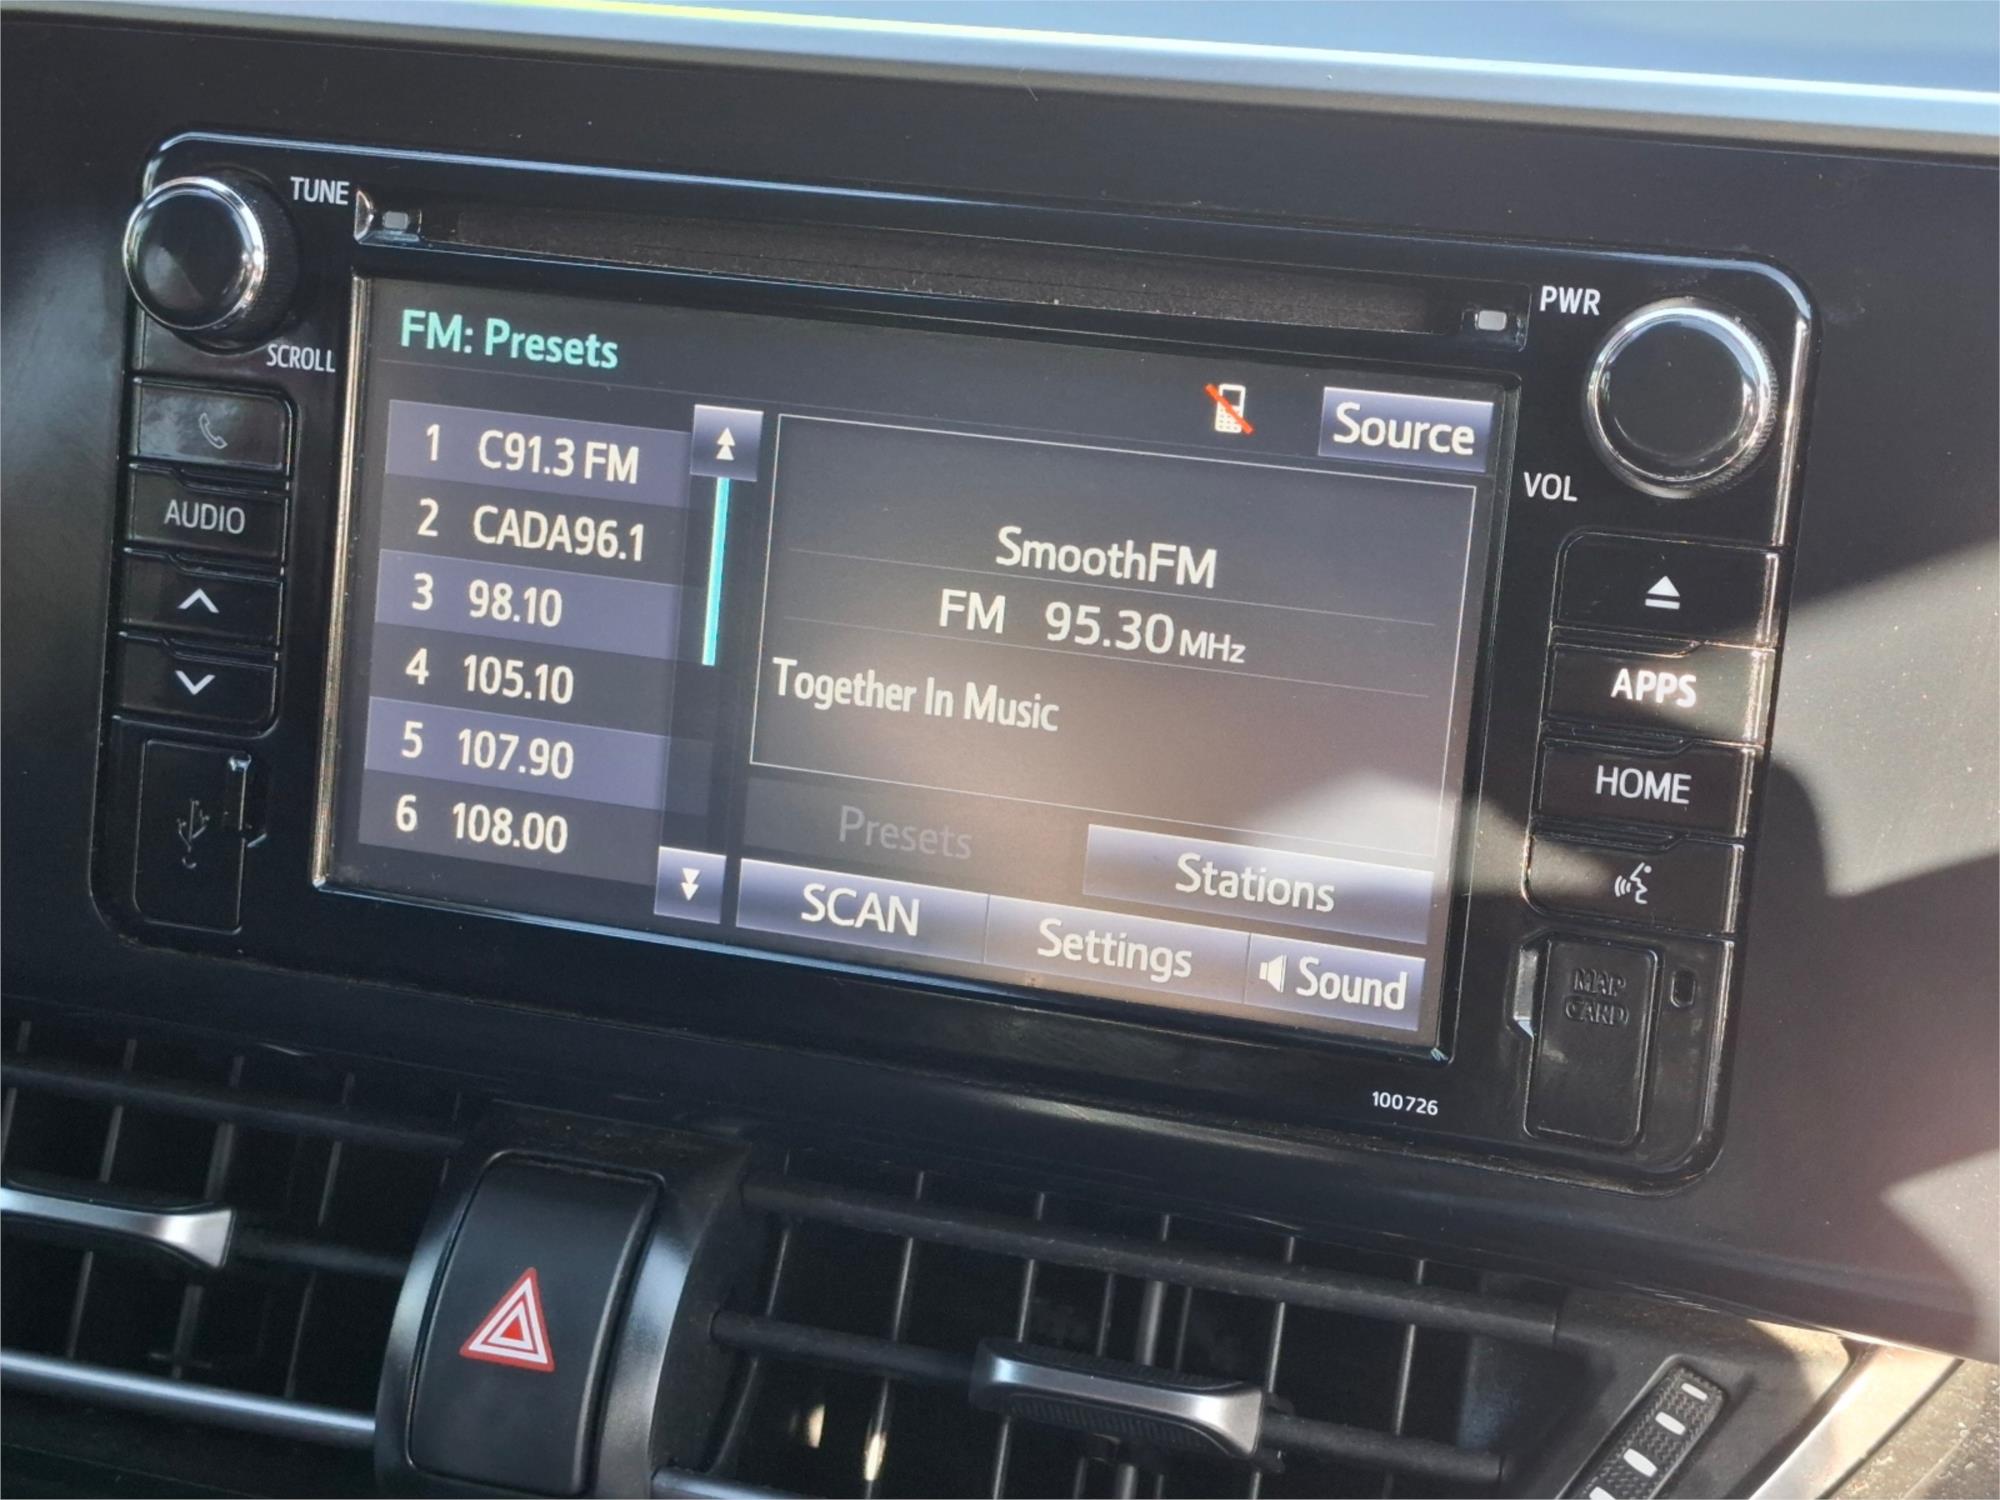 TUNE
SCROLL
AUDIO
PWR
VOL
APPS
HOME
MAP
CARD
100726
FM: Presets
Source
1 C91.3 FM
2 CADA96.1
3 98.10
4 105.10
5 107.90
6 108.00
SmoothFM
FM 95.30 MHz
Together In Music
Presets
Stations
SCAN
Settings
Sound